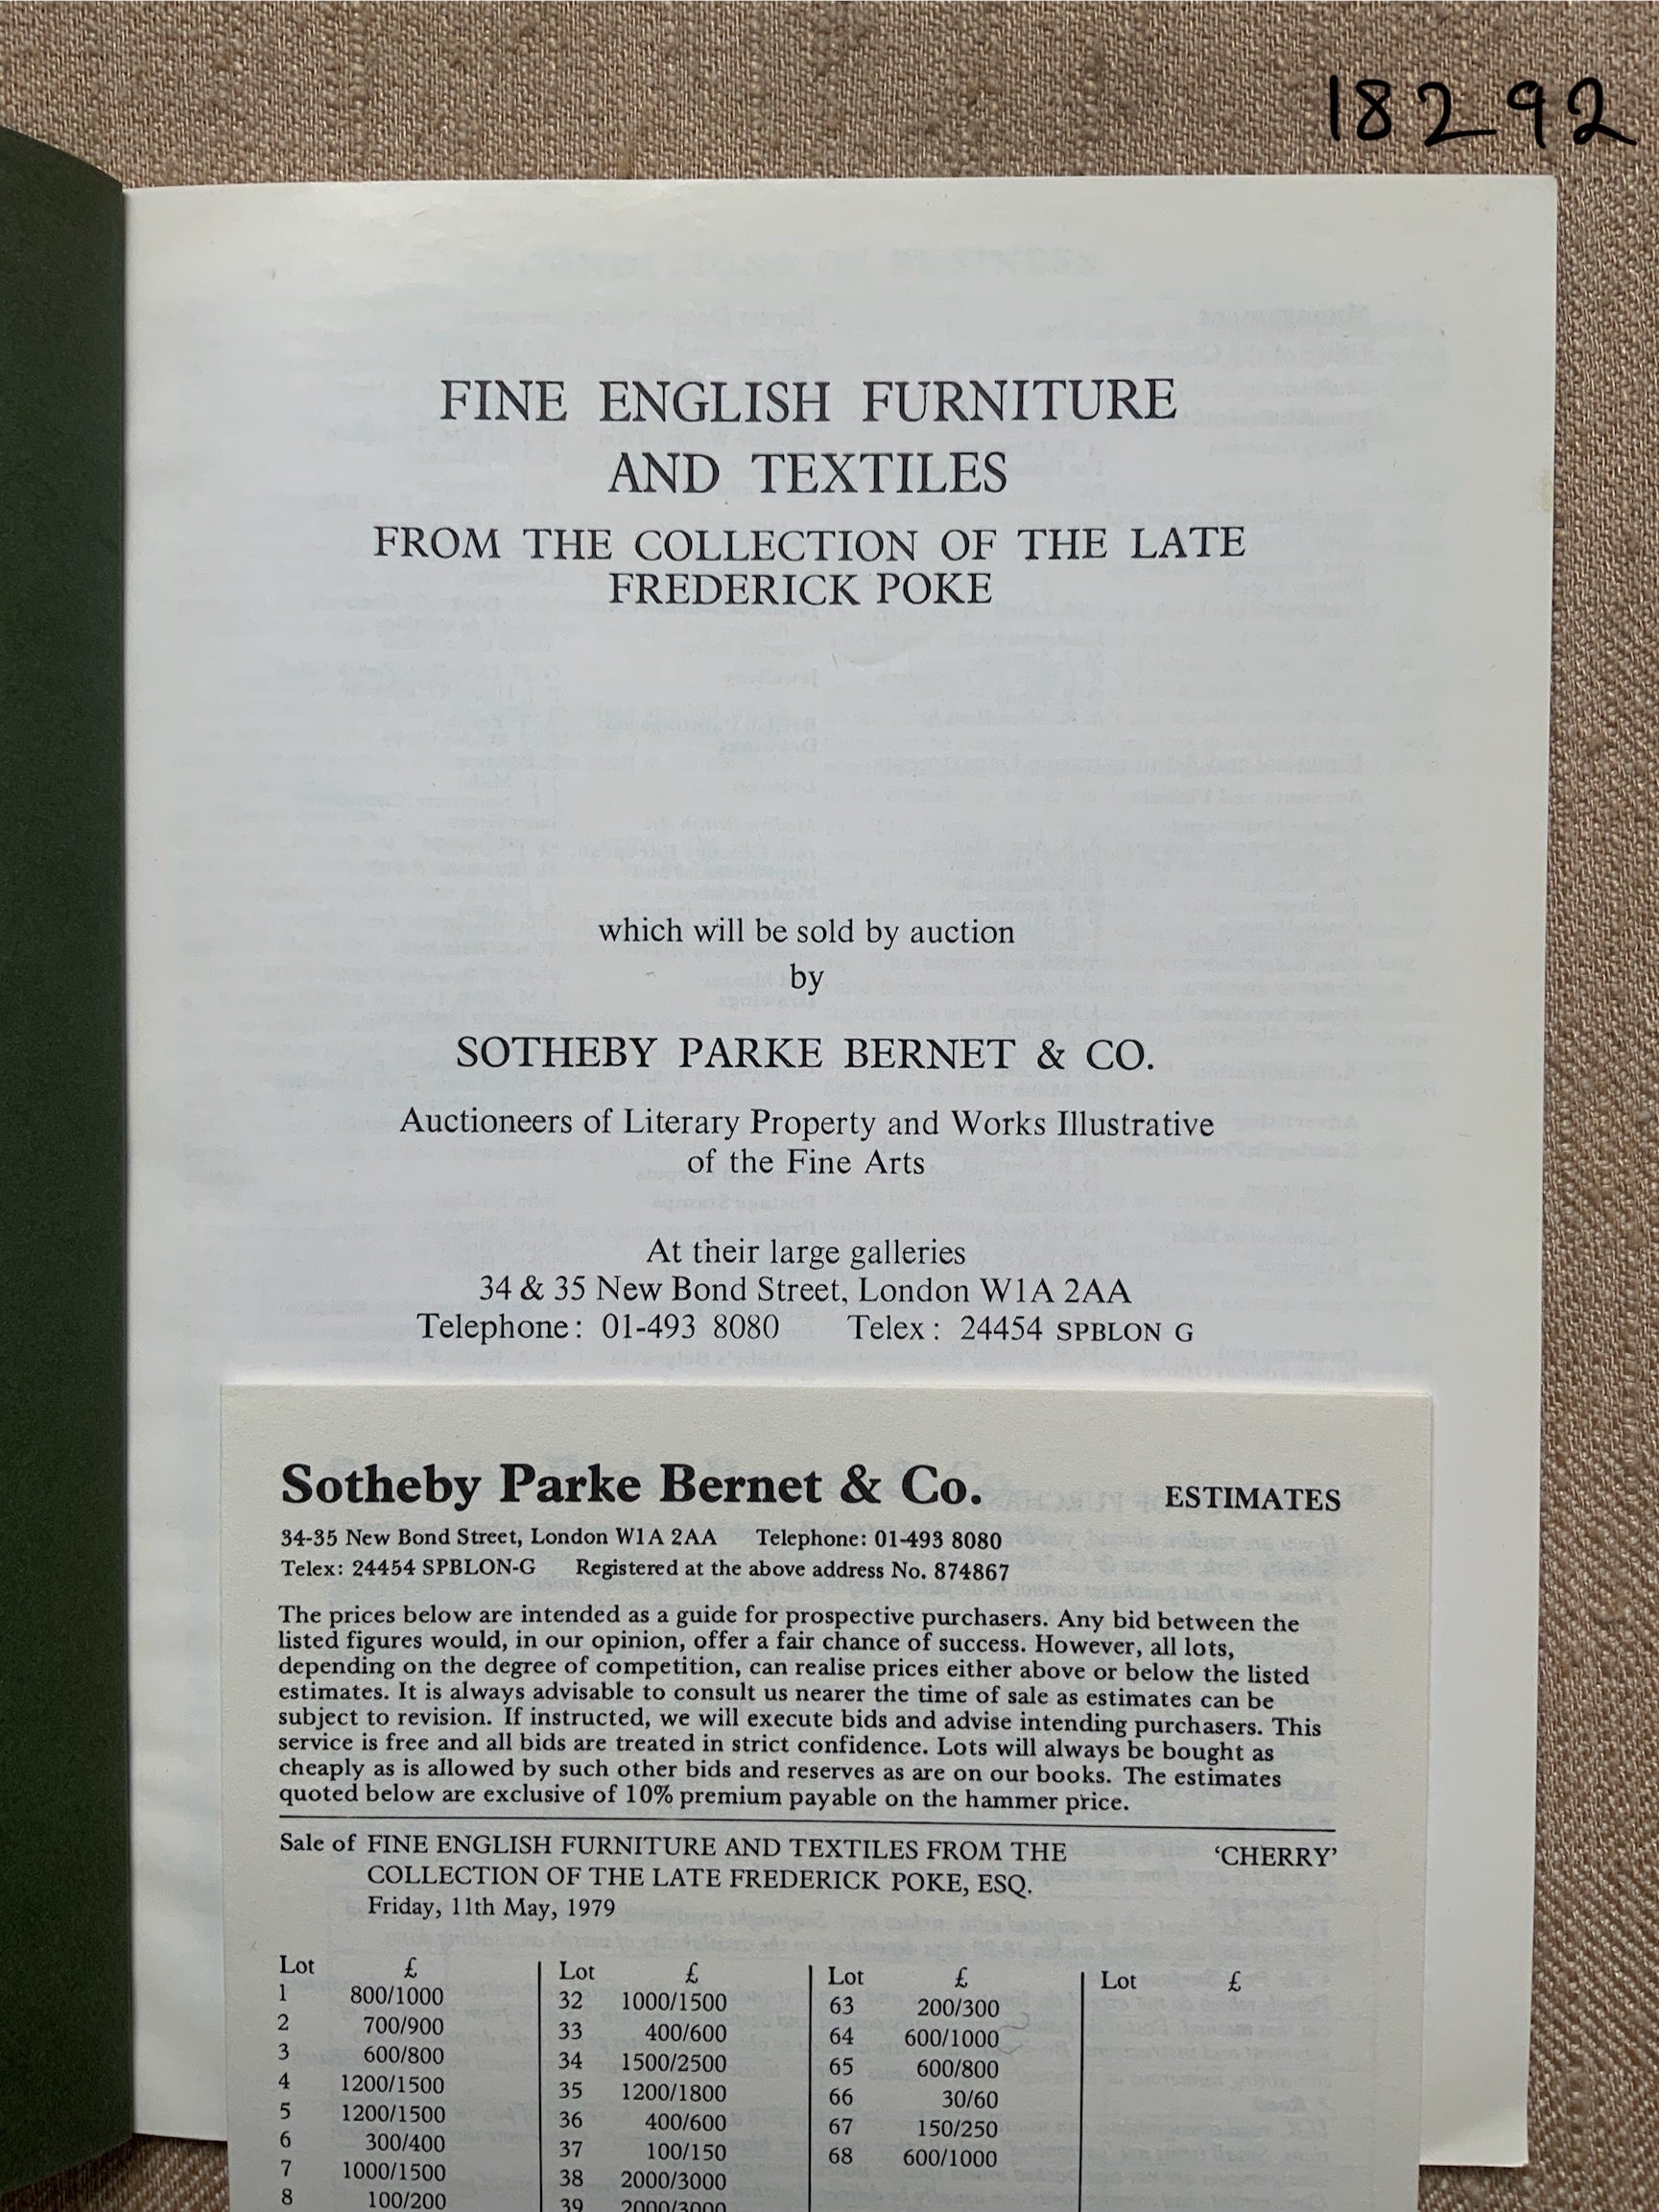 18292
FINE ENGLISH FURNITURE
AND TEXTILES
FROM THE COLLECTION OF THE LATE
FREDERICK POKE
which will be sold by auction
by
SOTHEBY PARKE BERNET & CO.
Auctioneers of Literary Property and Works Illustrative
of the Fine Arts
At their large galleries
34 & 35 New Bond Street, London W1A 2AA
Telephone: 01-493 8080 Telex: 24454 SPBLON G
Sotheby Parke Bernet & Co. ESTIMATES
34-35 New Bond Street, London W1A 2AA Telephone: 01-493 8080
Telex: 24454 SPBLON-G Registered at the above address No. 874867
The prices below are intended as a guide for prospective purchasers. Any bid between the
listed figures would, in our opinion, offer a fair chance of success. However, all lots,
depending on the degree of competition, can realise prices either above or below the listed
estimates. It is always advisable to consult us nearer the time of sale as estimates can be
subject to revision. If instructed, we will execute bids and advise intending purchasers. This
service is free and all bids are treated in strict confidence. Lots will always be bought as
cheaply as is allowed by such other bids and reserves as are on our books. The estimates
quoted below are exclusive of 10% premium payable on the hammer price.
Sale of FINE ENGLISH FURNITURE AND TEXTILES FROM THE 'CHERRY'
COLLECTION OF THE LATE FREDERICK POKE, ESQ.
Friday, 11th May, 1979
Lot £
1 800/1000
2 700/900
3 600/800
4 1200/1500
5 1200/1500
6 300/400
7 1000/1500
8 100/200
Lot £
32 1000/1500
33 400/600
34 1500/2500
35 1200/1800
36 400/600
37 100/150
38 2000/3000
39 2000/3000
Lot £
63 200/300
64 600/1000
65 600/800
66 30/60
67 150/250
68 600/1000
Lot £